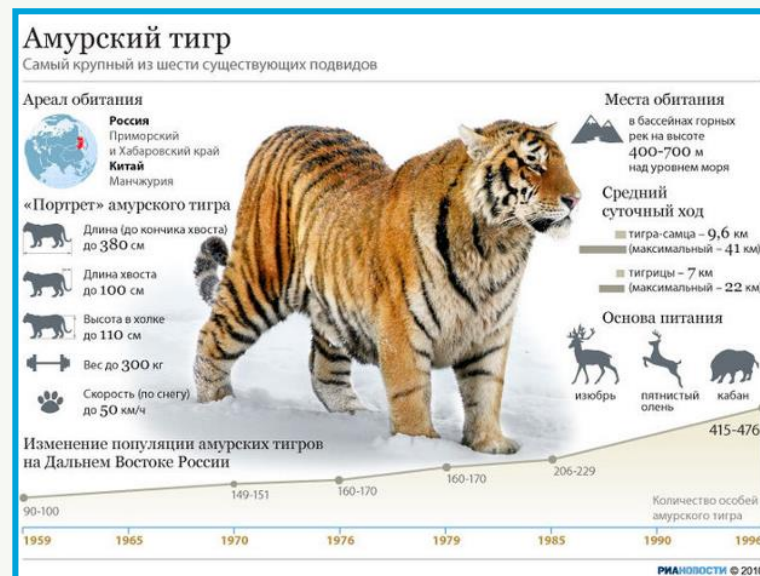 Амурский тигр
Самый крупный из шести существующих подвидов
Ареал обитания
Россия
Приморский
и Хабаровский край
Китай
Манчжурия
«Портрет» амурского тигра
Длина (до кончика хвоста)
до 380 см
Длина хвоста
до 100 см
Высота в холке
до 110 см
Вес до 300 кг
Скорость (по снегу)
до 50 км/ч
Места обитания
в бассейнах горных
рек на высоте
400-700 м
над уровнем моря
Средний
суточный ход
тигра-самца – 9,6 км
(максимальный – 41 км)
тигрицы – 7 км
(максимальный – 22 км)
Основа питания
изюбрь
пятнистый
олень
кабан
Изменение популяции амурских тигров
на Дальнем Востоке России
90-100
149-151
160-170
160-170
206-229
415-476
Количество особей
амурского тигра
1959 1965 1970 1976 1979 1985 1990 1996
РИАНОВОСТИ © 2010